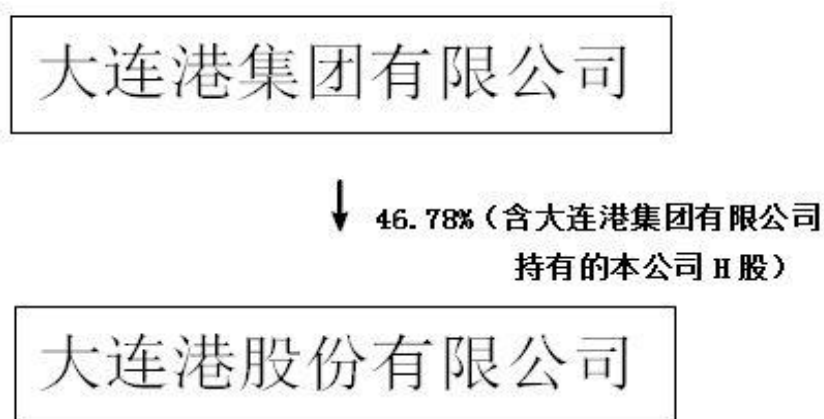 大连港集团有限公司
46.78%（含大连港集团有限公司
持有的本公司 H 股）
大连港股份有限公司